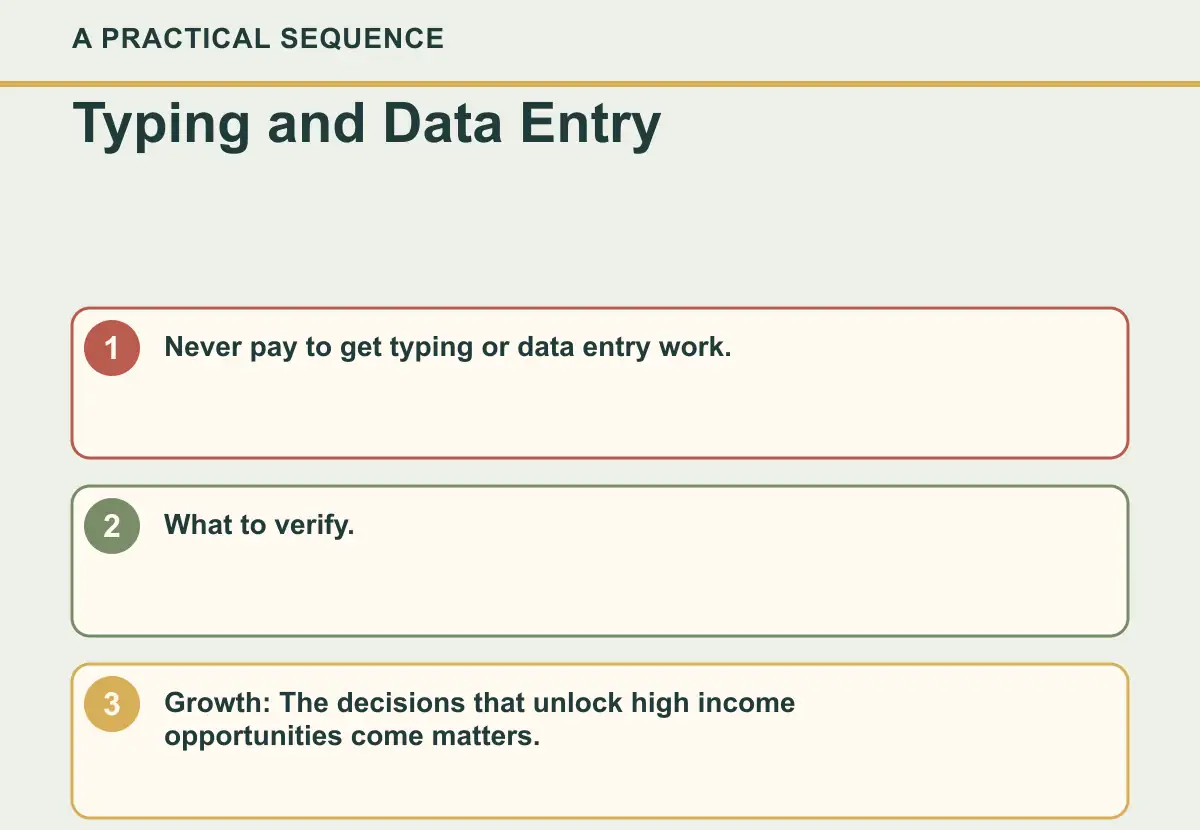 A PRACTICAL SEQUENCE
Typing and Data Entry
1
Never pay to get typing or data entry work.
2
What to verify.
3
Growth: The decisions that unlock high income
opportunities come matters.